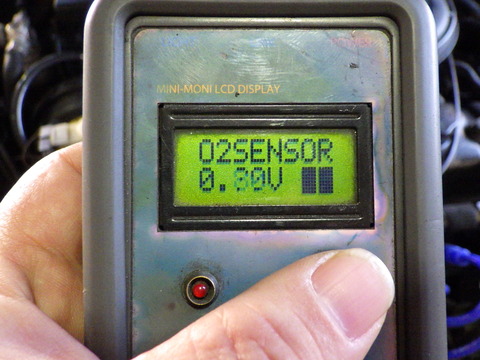 MINI-MONI LCD DISPLAY
O2SENSOR
0.80V